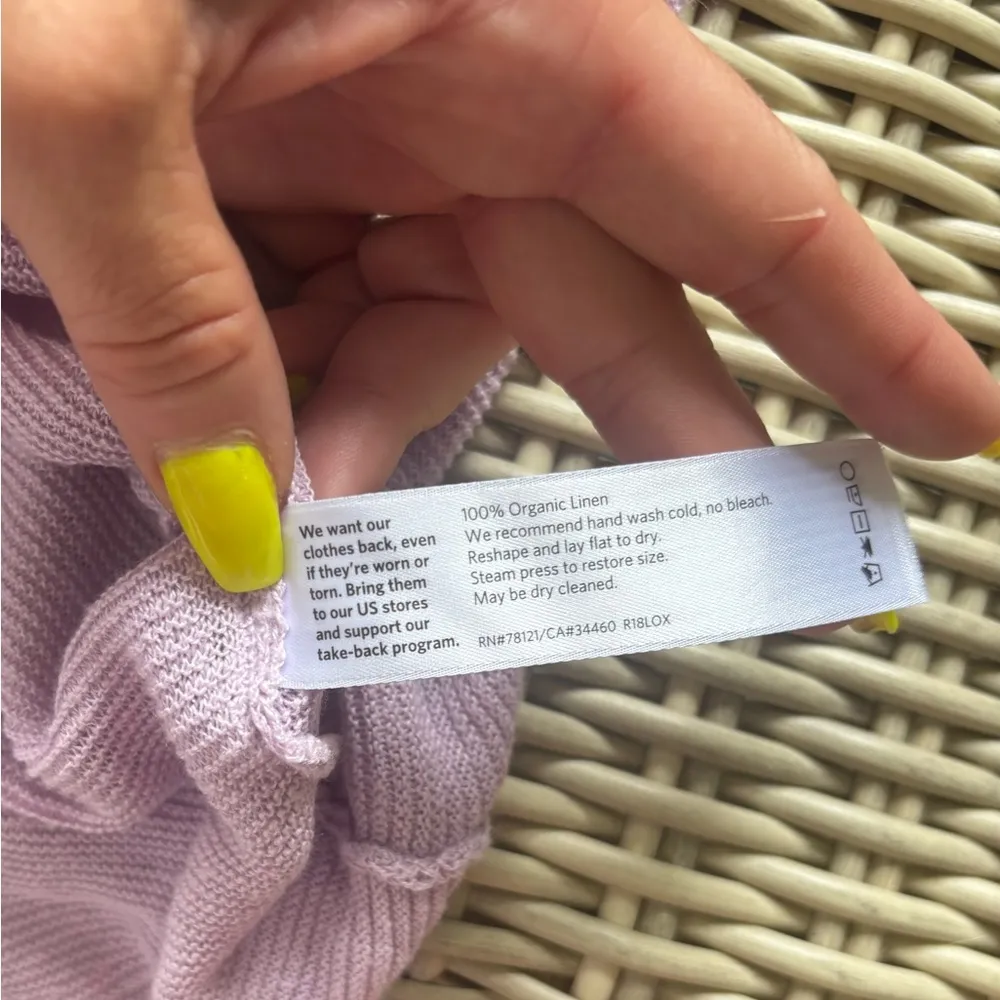 We want our
clothes back, even
if they're worn or
torn. Bring them
to our US stores
and support our
take-back program.
100% Organic Linen
We recommend hand wash cold, no bleach.
Reshape and lay flat to dry.
Steam press to restore size.
May be dry cleaned.
RN#78121/CA#34460 R18LOX